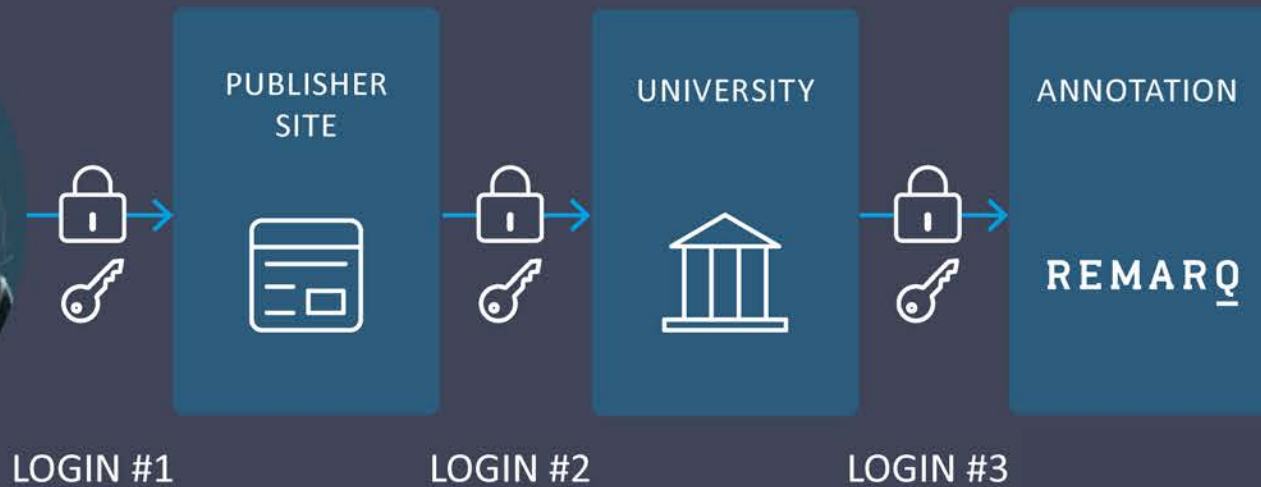 PUBLISHER
SITE
UNIVERSITY
ANNOTATION
REMARQ
LOGIN #1
LOGIN #2
LOGIN #3